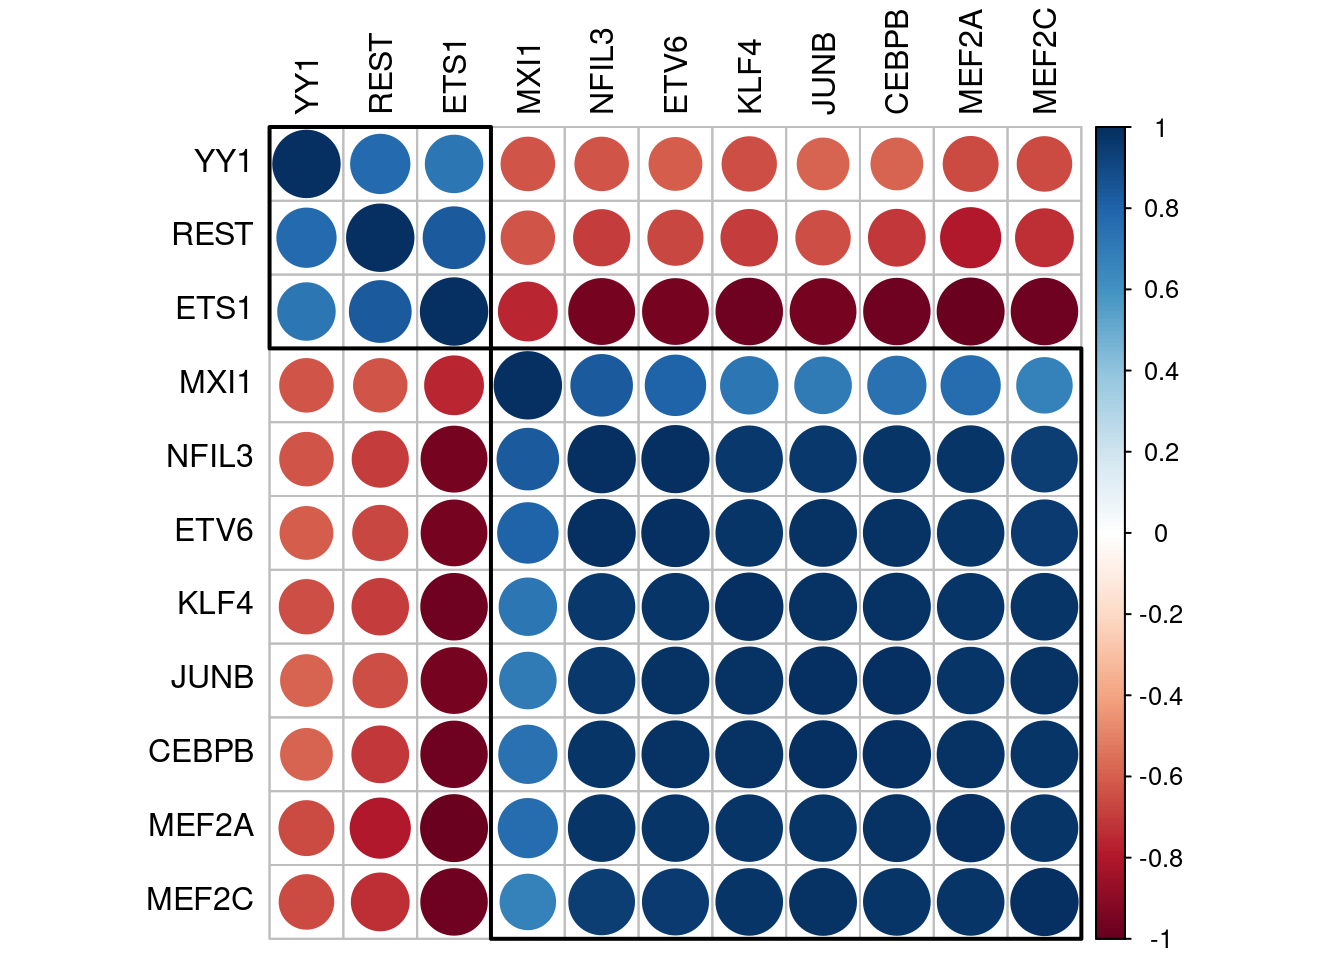 YY1 REST ETS1 MXI1 NFIL3 ETV6 KLF4 JUNB CEBPB MEF2A MEF2C
YY1
REST
ETS1
MXI1
NFIL3
ETV6
KLF4
JUNB
CEBPB
MEF2A
MEF2C
1
0.8
0.6
0.4
0.2
0
-0.2
-0.4
-0.6
-0.8
-1